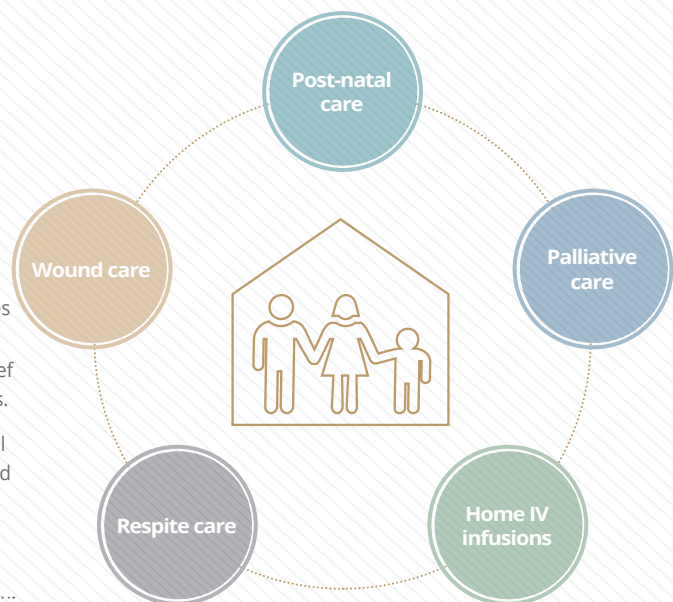 Post-natal
care
Palliative
care
Wound care
Home IV
infusions
Respite care